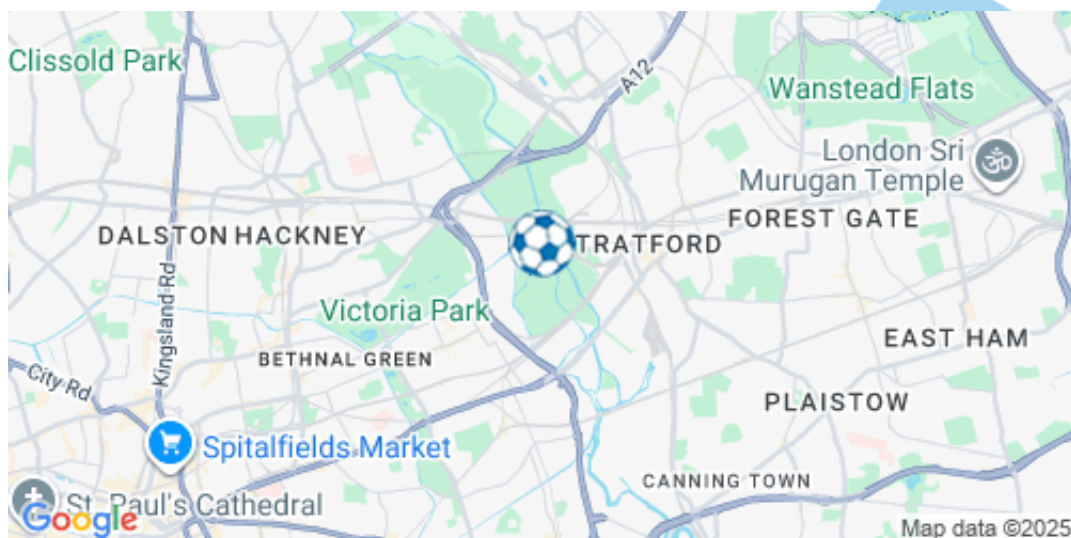 Clissold Park
A12
Wanstead Flats
London Sri
Murugan Temple
FOREST GATE
DALSTON
HACKNEY
TRATFORD
Kingsland Rd
Victoria Park
EAST HAM
BETHNAL GREEN
City Rd
PLAISTOW
Spitalfields Market
CANNING TOWN
St. Paul's Cathedral
Google
Map data ©2025